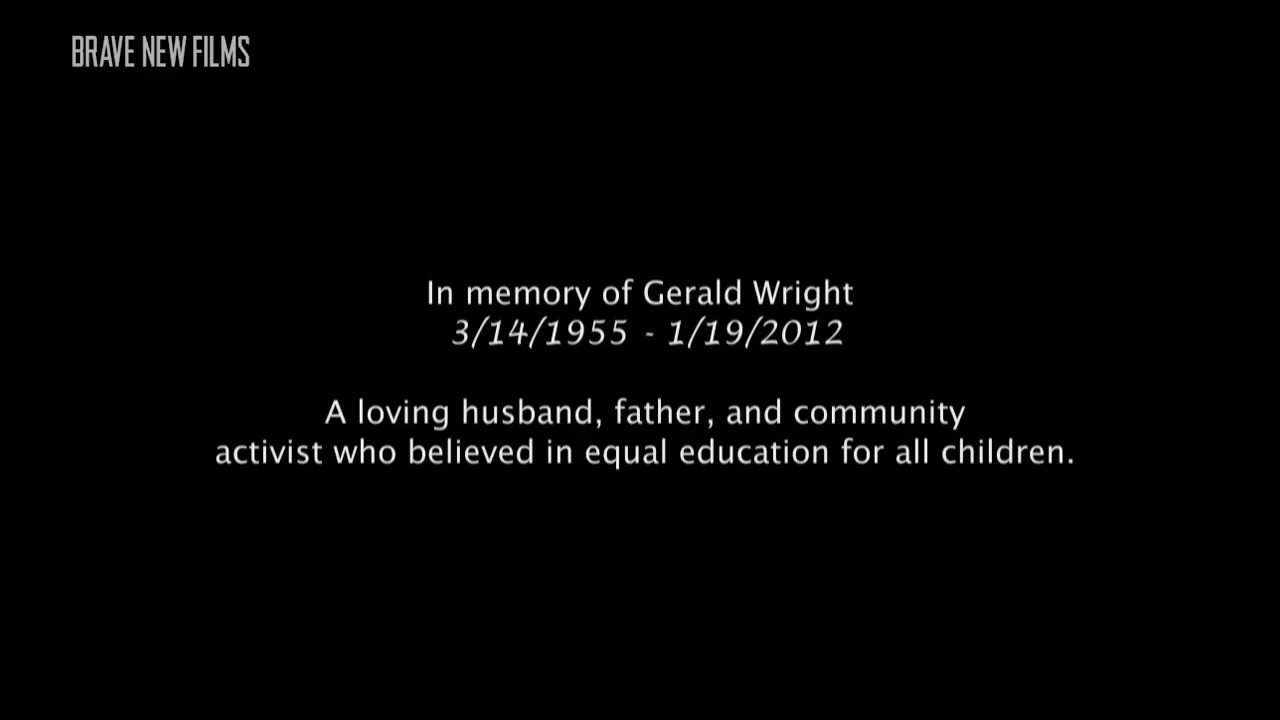 BRAVE NEW FILMS
In memory of Gerald Wright
3/14/1955 - 1/19/2012
A loving husband, father, and community
activist who believed in equal education for all children.